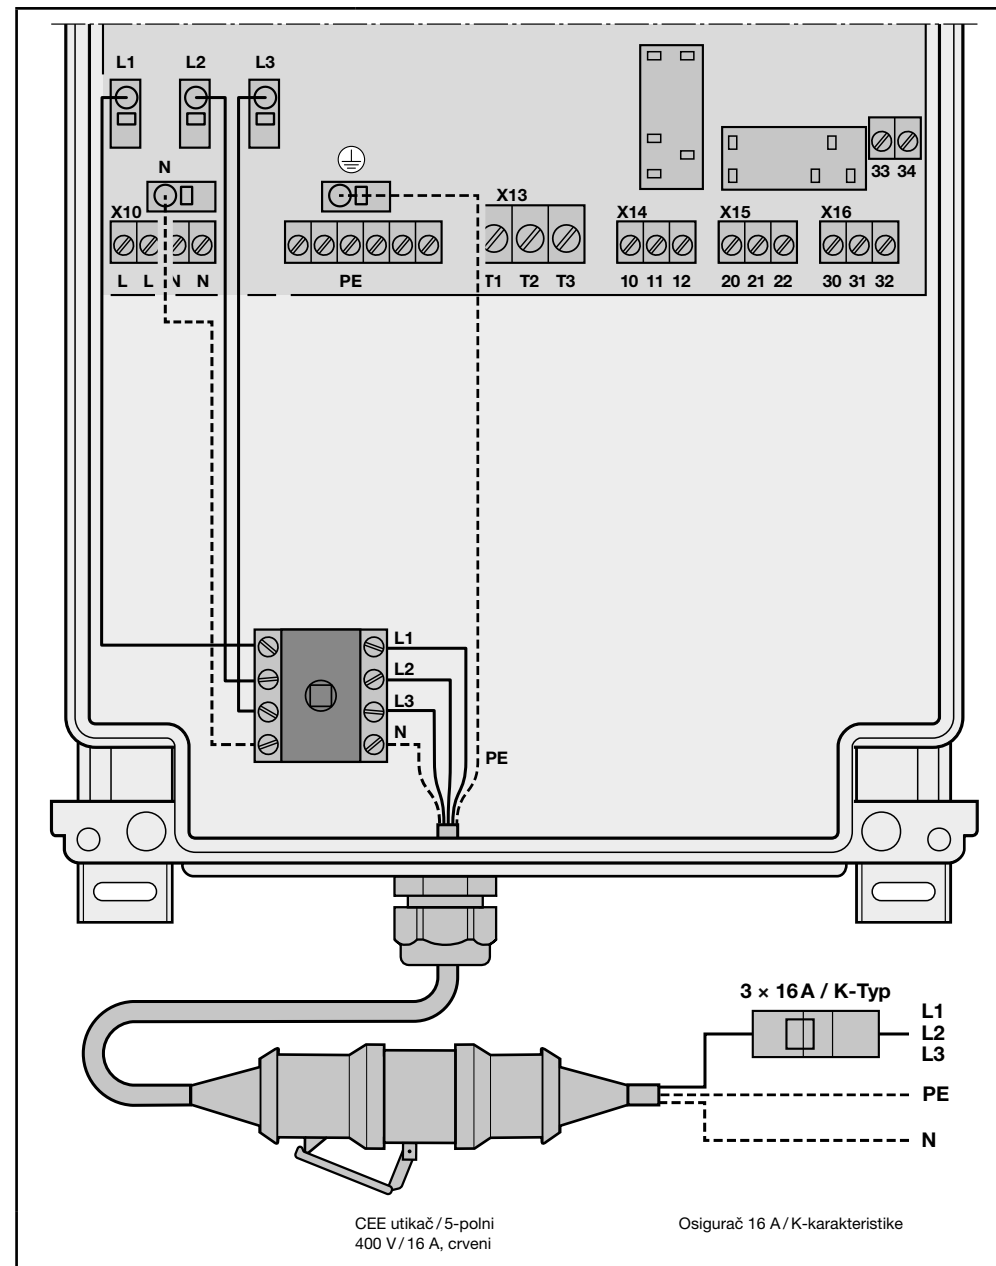 L1 L2 L3
N
X10 X13 X14 X15 X16
33 34
L L N N PE T1 T2 T3 10 11 12 20 21 22 30 31 32
L1
L2
L3
N
PE
3 × 16 A / K-Typ
L1
L2
L3
PE
N
CEE utikač / 5-polni
400 V / 16 A, crveni
Osigurač 16 A / K-karakteristike